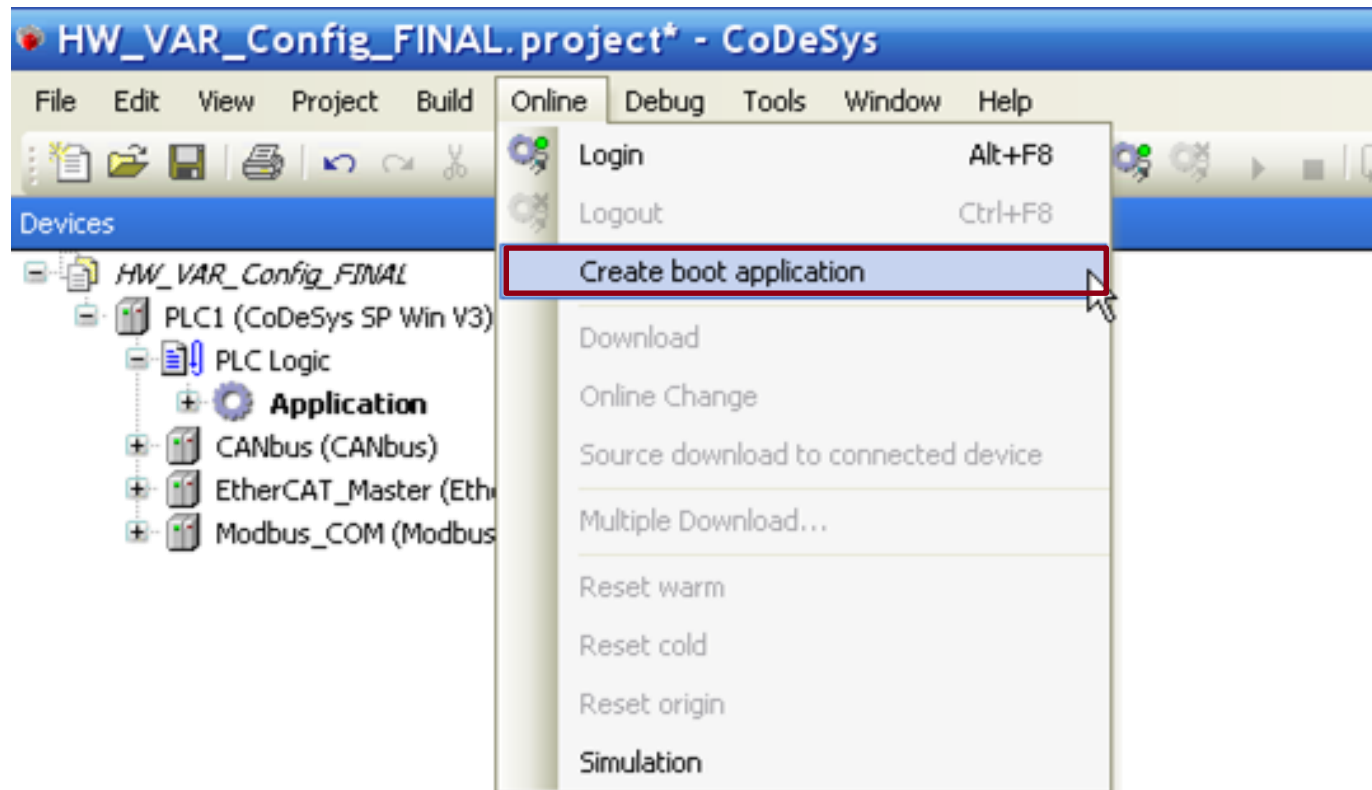 HW_VAR_Config_FINAL.project* - CoDeSys
File Edit View Project Build Online Debug Tools Window Help
Login Alt+F8
Logout Ctrl+F8
Devices
Create boot application
Download
Online Change
Source download to connected device
Multiple Download...
Reset warm
Reset cold
Reset origin
Simulation
HW_VAR_Config_FINAL
PLC1 (CoDeSys SP Win V3)
PLC Logic
Application
CANbus (CANbus)
EtherCAT_Master (Eth
Modbus_COM (Modbus